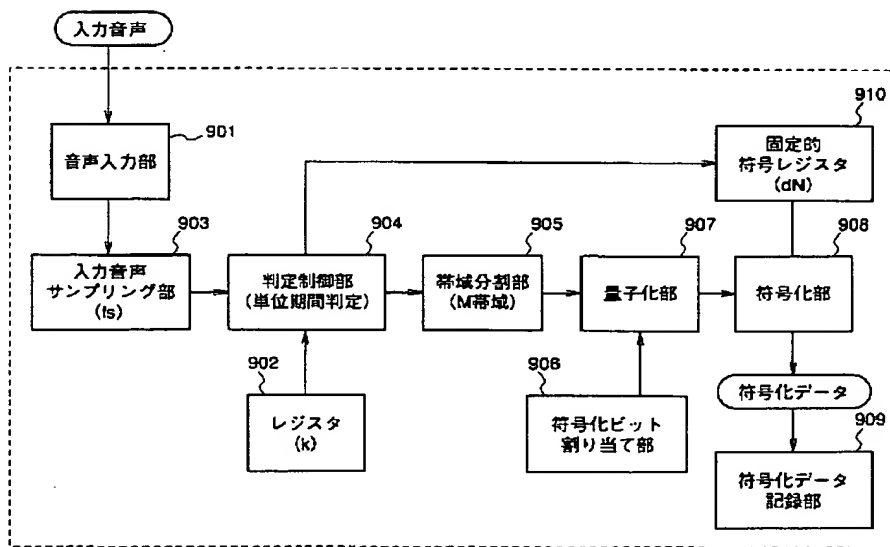 入力音声
901
音声入力部
910
固定的
符号レジスタ
(dN)
903
入力音声
サンプリング部
(fs)
904
判定制御部
(単位期間判定)
905
帯域分割部
(M帯域)
907
量子化部
908
符号化部
902
レジスタ
(k)
906
符号化ビット
割り当て部
符号化データ
909
符号化データ
記録部